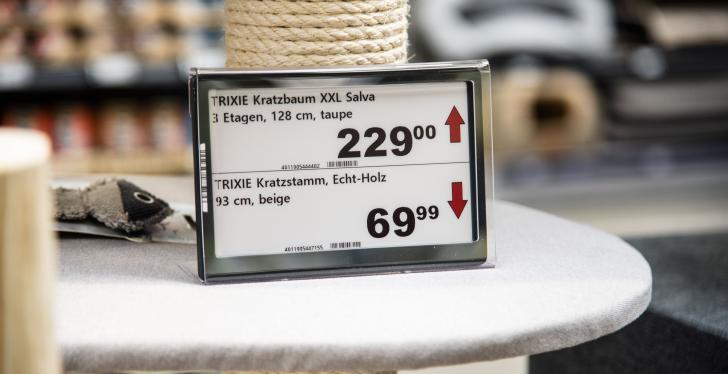 TRIXIE Kratzbaum XXL Salva
3 Etagen, 128 cm, taupe
229⁰⁰
4011905444402
TRIXIE Kratzstamm, Echt-Holz
93 cm, beige
69⁹⁹
4011905447155